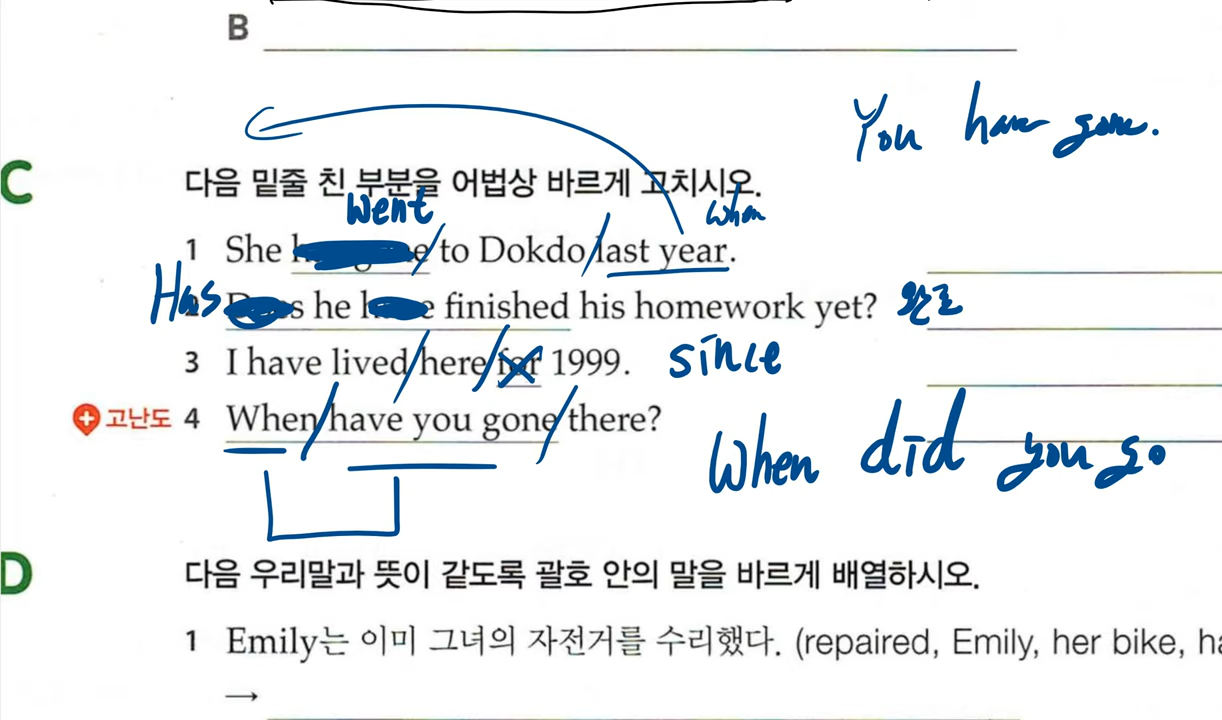 B
You have gone.
C 다음 밑줄 친 부분을 어법상 바르게 고치시오.
went when
1 She to Dokdo last year.
Has he finished his homework yet? 완료
3 I have lived here for 1999. since
고난도 4 When have you gone there?
When did you go
D 다음 우리말과 뜻이 같도록 괄호 안의 말을 바르게 배열하시오.
1 Emily는 이미 그녀의 자전거를 수리했다. (repaired, Emily, her bike, ha
→